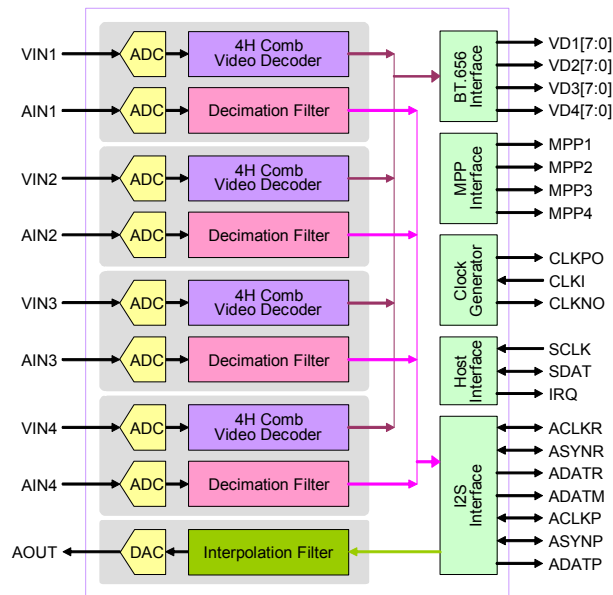 VIN1
ADC
4H Comb
Video Decoder
AIN1
ADC
Decimation Filter
VIN2
ADC
4H Comb
Video Decoder
AIN2
ADC
Decimation Filter
VIN3
ADC
4H Comb
Video Decoder
AIN3
ADC
Decimation Filter
VIN4
ADC
4H Comb
Video Decoder
AIN4
ADC
Decimation Filter
AOUT
DAC
Interpolation Filter
BT.656
Interface
VD1[7:0]
VD2[7:0]
VD3[7:0]
VD4[7:0]
MPP
Interface
MPP1
MPP2
MPP3
MPP4
Clock
Generator
CLKPO
CLKI
CLKNO
Host
Interface
SCLK
SDAT
IRQ
I2S
Interface
ACLKR
ASYNR
ADATR
ADATM
ACLKP
ASYNP
ADATP